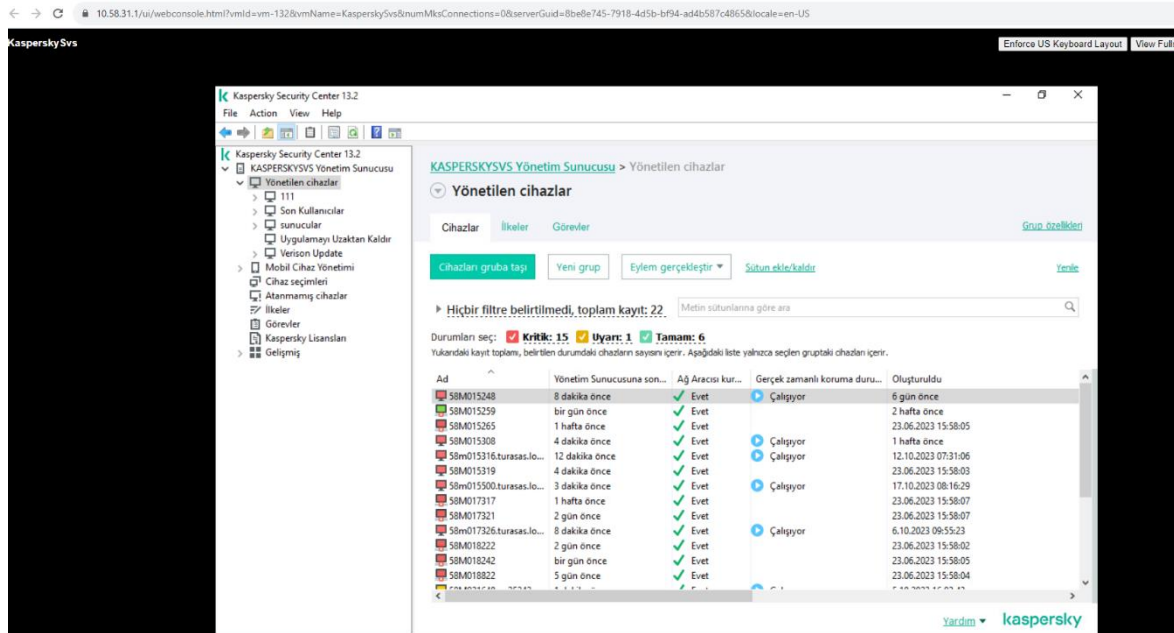 10.58.31.1/ui/webconsole.html?vmId=vm-132&vmName=KasperskySvs&numMksConnections=0&serverGuid=8be8e745-7918-4d5b-bf94-ad4b587c4865&locale=en-US
KasperskySvs
Enforce US Keyboard Layout
View Full
Kaspersky Security Center 13.2
File Action View Help
Kaspersky Security Center 13.2
KASPERSKYSVS Yönetim Sunucusu
Yönetilen cihazlar
111
Son Kullanıcılar
sunucular
Uygulamayı Uzaktan Kaldır
Verison Update
Mobil Cihaz Yönetimi
Cihaz seçimleri
Atanmamış cihazlar
İlkeler
Görevler
Kaspersky Lisansları
Gelişmiş
KASPERSKYSVS Yönetim Sunucusu > Yönetilen cihazlar
Yönetilen cihazlar
Cihazlar İlkeler Görevler Grup özellikleri
Cihazları gruba taşı Yeni grup Eylem gerçekleştir Sütun ekle/kaldır Yenile
Hiçbir filtre belirtilmedi, toplam kayıt: 22 Metin sütunlarına göre ara
Durumları seç: Kritik: 15 Uyarı: 1 Tamam: 6
Yukarıdaki kayıt toplamı, belirtilen durumdaki cihazların sayısını içerir. Aşağıdaki liste yalnızca seçilen gruptaki cihazları içerir.
Ad Yönetim Sunucusuna son... Ağ Aracısı kur... Gerçek zamanlı koruma duru... Oluşturuldu
58M015248 8 dakika önce Evet Çalışıyor 6 gün önce
58M015259 bir gün önce Evet 2 hafta önce
58M015265 1 hafta önce Evet 23.06.2023 15:58:05
58M015308 4 dakika önce Evet Çalışıyor 1 hafta önce
58m015316.turasas.lo... 12 dakika önce Evet Çalışıyor 12.10.2023 07:31:06
58M015319 4 dakika önce Evet 23.06.2023 15:58:03
58m015500.turasas.lo... 3 dakika önce Evet Çalışıyor 17.10.2023 08:16:29
58M017317 1 hafta önce Evet 23.06.2023 15:58:07
58M017321 2 gün önce Evet 23.06.2023 15:58:07
58m017326.turasas.lo... 8 dakika önce Evet Çalışıyor 6.10.2023 09:55:23
58M018222 2 gün önce Evet 23.06.2023 15:58:02
58M018242 bir gün önce Evet 23.06.2023 15:58:05
58M018822 5 gün önce Evet 23.06.2023 15:58:04
Yardım kaspersky